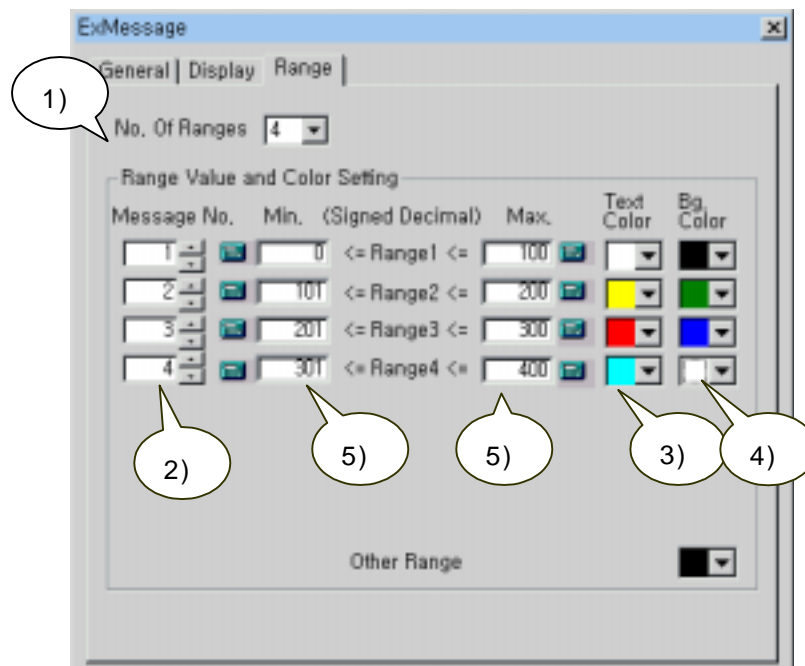 ExMessage
General Display Range
1)
No. Of Ranges 4
Range Value and Color Setting
Message No. Min. (Signed Decimal) Max. Text Color Bg. Color
1 0 <= Range1 <= 100
2 101 <= Range2 <= 200
3 201 <= Range3 <= 300
4 301 <= Range4 <= 400
2) 5) 5) 3) 4)
Other Range